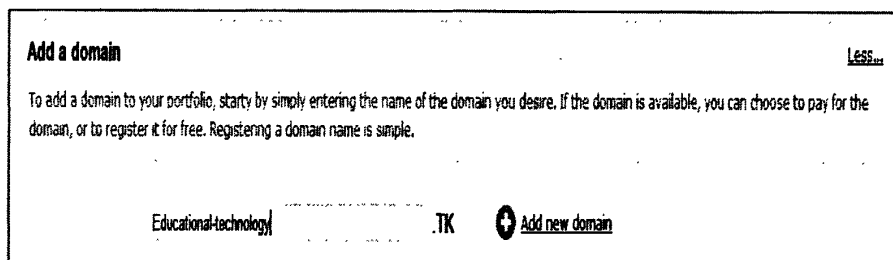 Add a domain
Less...
To add a domain to your portfolio, starty by simply entering the name of the domain you desire. If the domain is available, you can choose to pay for the
domain, or to register it for free. Registering a domain name is simple.
Educational-technology .TK Add new domain